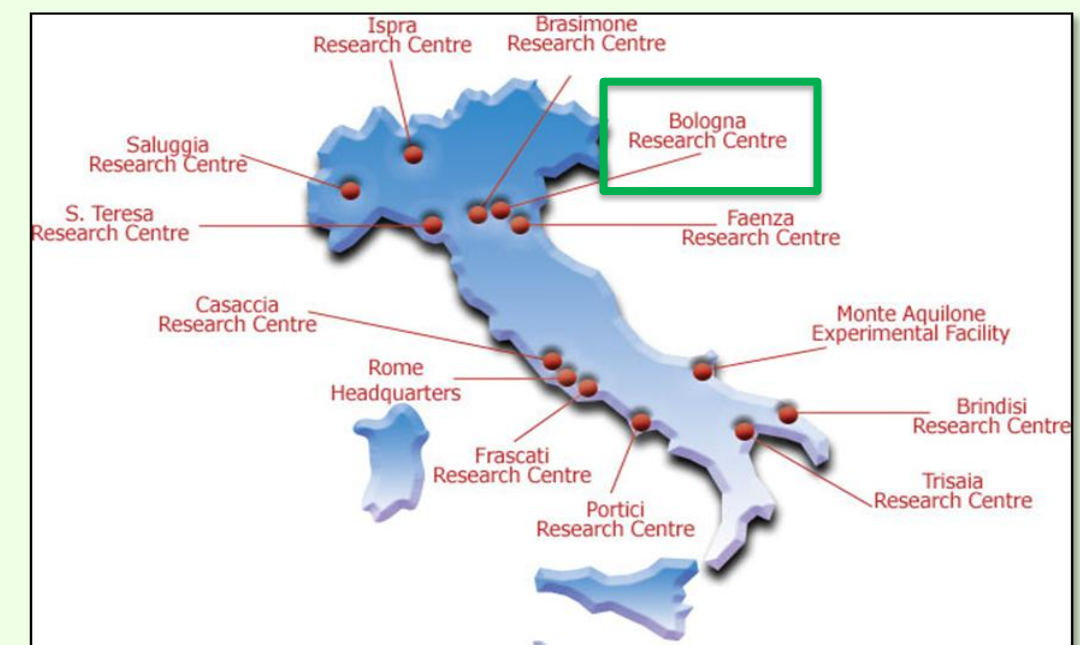 Ispra
Research Centre
Brasimone
Research Centre
Bologna
Research Centre
Saluggia
Research Centre
S. Teresa
Research Centre
Faenza
Research Centre
Casaccia
Research Centre
Monte Aquilone
Experimental Facility
Rome
Headquarters
Brindisi
Research Centre
Frascati
Research Centre
Trisaia
Research Centre
Portici
Research Centre